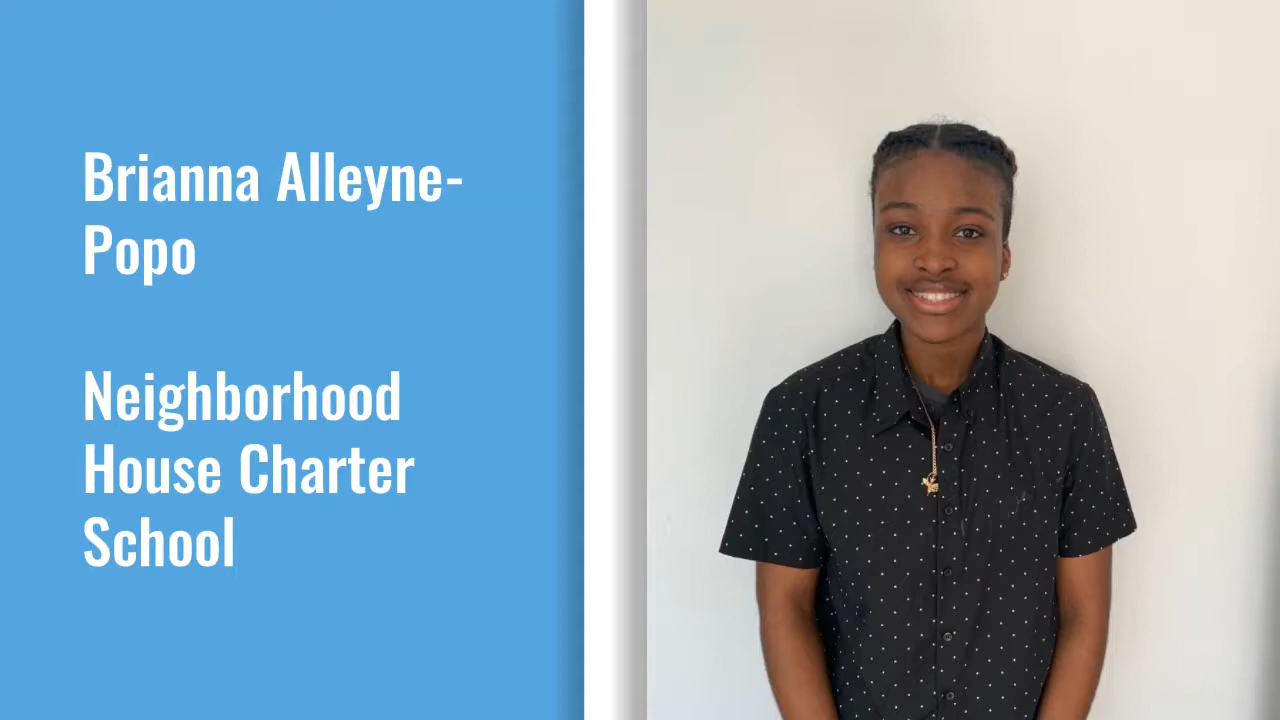 Brianna Alleyne-
Popo
Neighborhood
House Charter
School